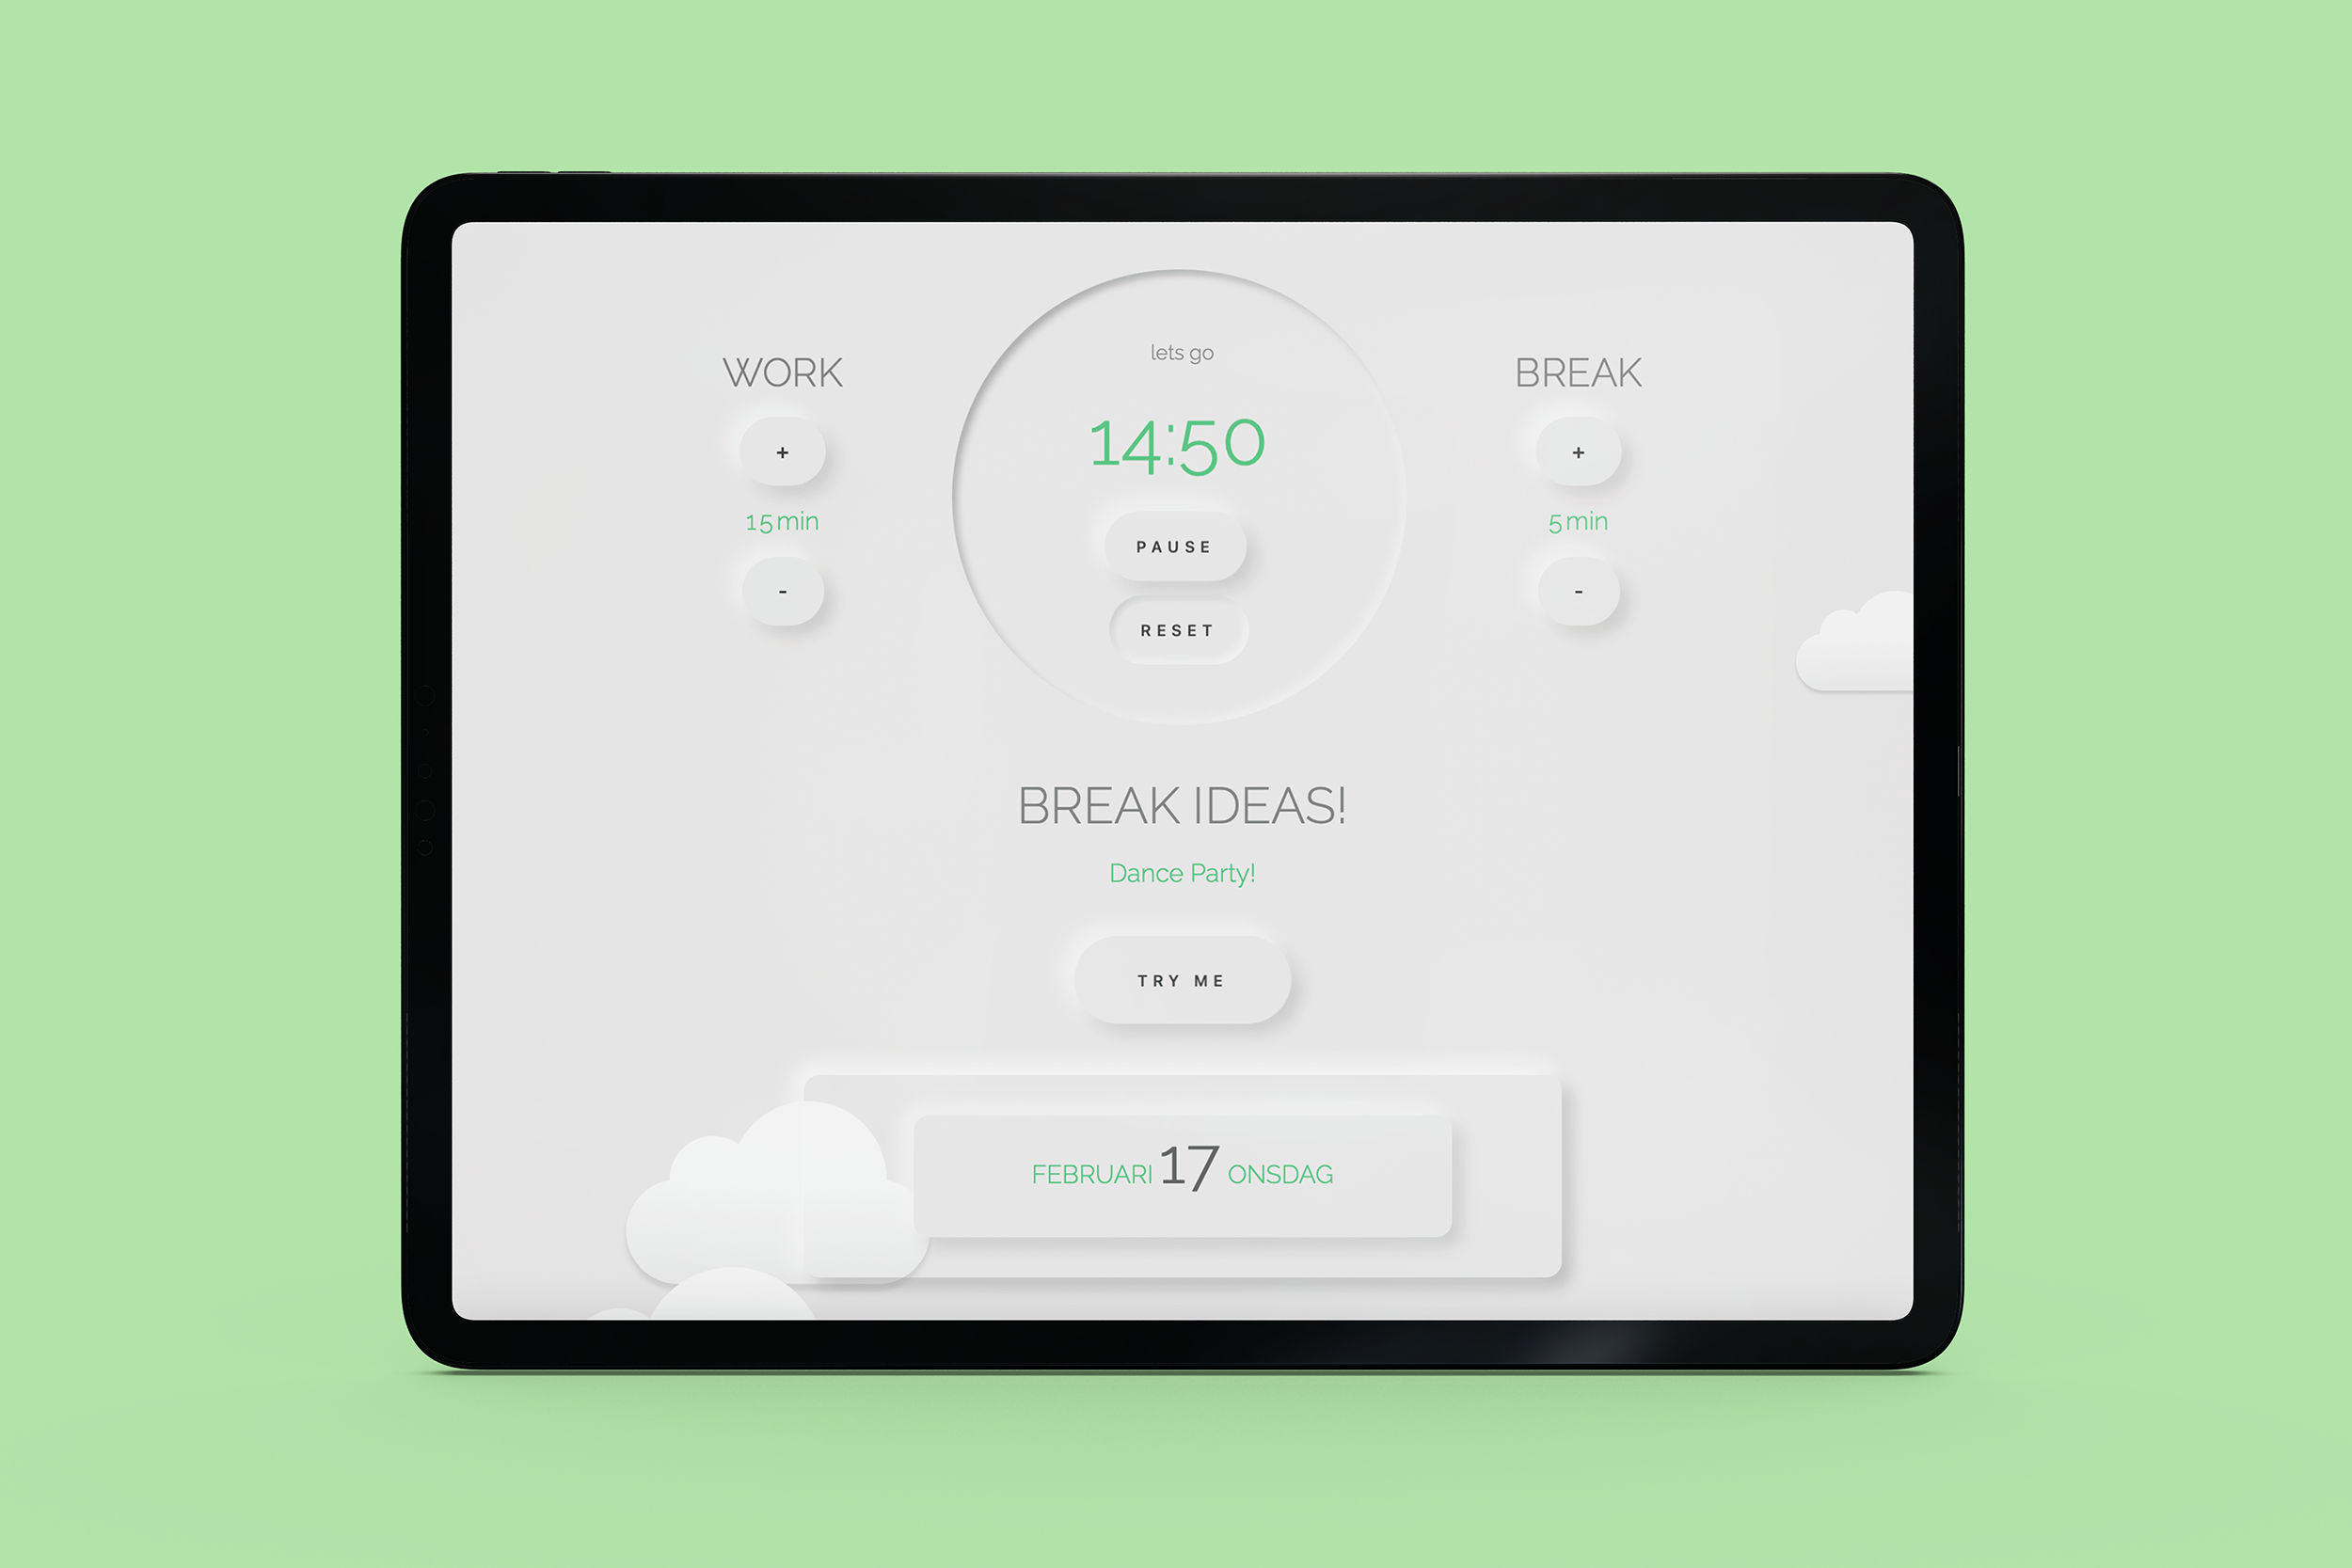 lets go
WORK
BREAK
+
14:50
+
15 min
5 min
PAUSE
-
-
RESET
BREAK IDEAS!
Dance Party!
TRY ME
FEBRUARI 17 ONSDAG